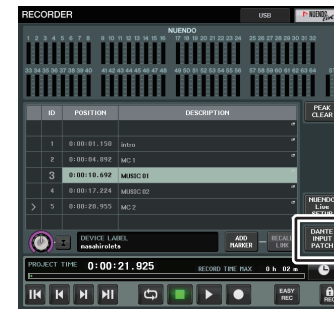 RECORDER
USB
NUENDO
NUENDO
1 2 3 4 5 6 7 8 9 10 11 12 13 14 15 16 17 18 19 20 21 22 23 24 25 26 27 28 29 30 31 32
33 34 35 36 37 38 39 40 41 42 43 44 45 46 47 48 49 50 51 52 53 54 55 56 57 58 59 60 61 62 63 64
PEAK CLEAR
ID POSITION DESCRIPTION
1 0:00:01.150 intro
2 0:00:04.892 MC 1
3 0:00:10.692 MUSIC 01
4 0:00:17.224 MUSIC 02
> 5 0:00:20.955 MC 2
NUENDO
Live
SETUP
DEVICE LABEL
masahirolets
ADD
MARKER
RECALL
LINK
DANTE
INPUT
PATCH
PROJECT TIME 0:00:21.925 RECORD TIME MAX 0 h 02 m
EASY
REC
REC